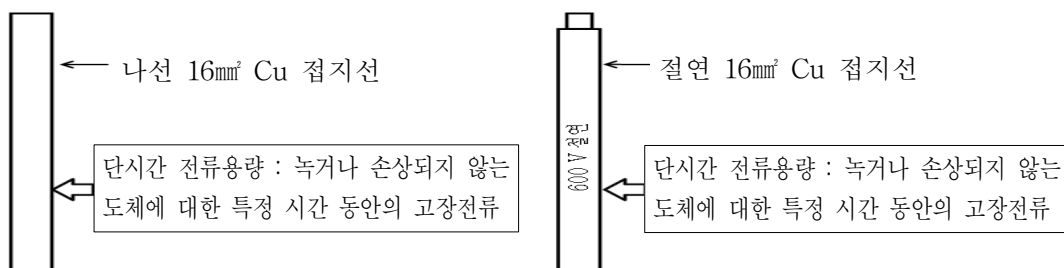 나선 16㎟ Cu 접지선
단시간 전류용량 : 녹거나 손상되지 않는
도체에 대한 특정 시간 동안의 고장전류
절연 16㎟ Cu 접지선
600 V 절연
단시간 전류용량 : 녹거나 손상되지 않는
도체에 대한 특정 시간 동안의 고장전류